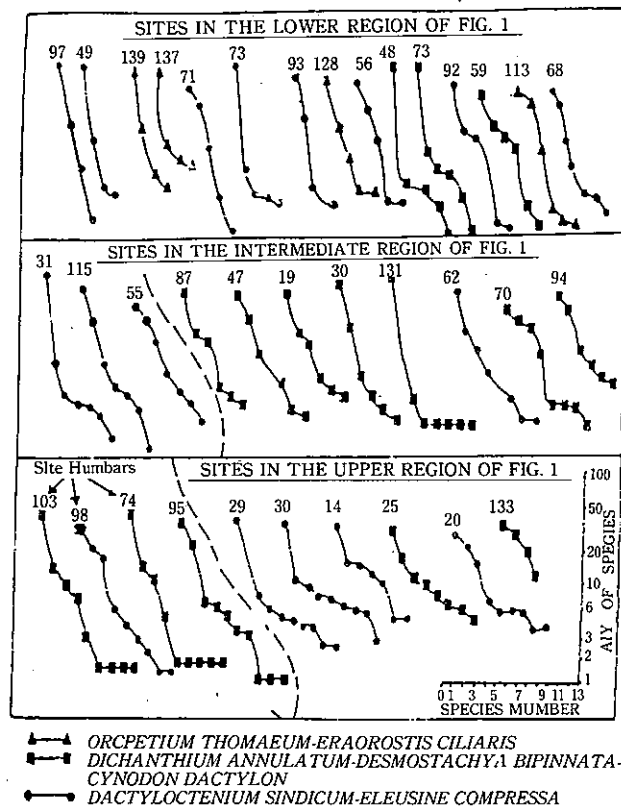 SITES IN THE LOWER REGION OF FIG. 1
97 49 139 137 71 73 93 128 56 48 73 92 59 113 68
SITES IN THE INTERMEDIATE REGION OF FIG. 1
31 115 55 87 47 19 30 131 62 70 94
SIte Humbars
SITES IN THE UPPER REGION OF FIG. 1
103 98 74 95 29 30 14 25 20 133
100
50
20
10
6
3
2
1
AIY OF SPEGIES
0 1 3 5 7 9 11 13
SPECIES MUMBER
ORCPETIUM THOMAEUM-ERAOROSTIS CILIARIS
DICHANTHIUM ANNULATUM-DESMOSTACHYA BIPINNATA-
CYNODON DACTYLON
DACTYLOCTENIUM SINDICUM-ELEUSINE COMPRESSA